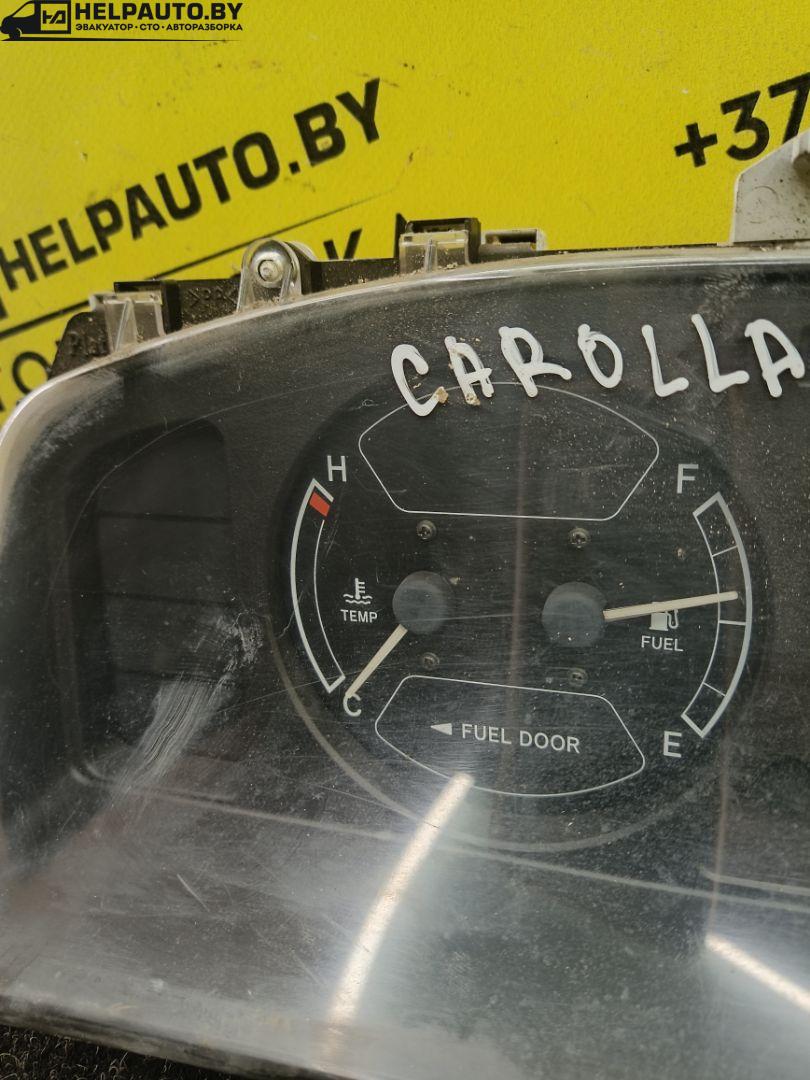 HELPAUTO.BY
ЭВАКУАТОР • СТО • АВТОРАЗБОРКА
HELPAUTO.BY
+37
CAROLLA
H
F
TEMP
FUEL
C
E
◄ FUEL DOOR